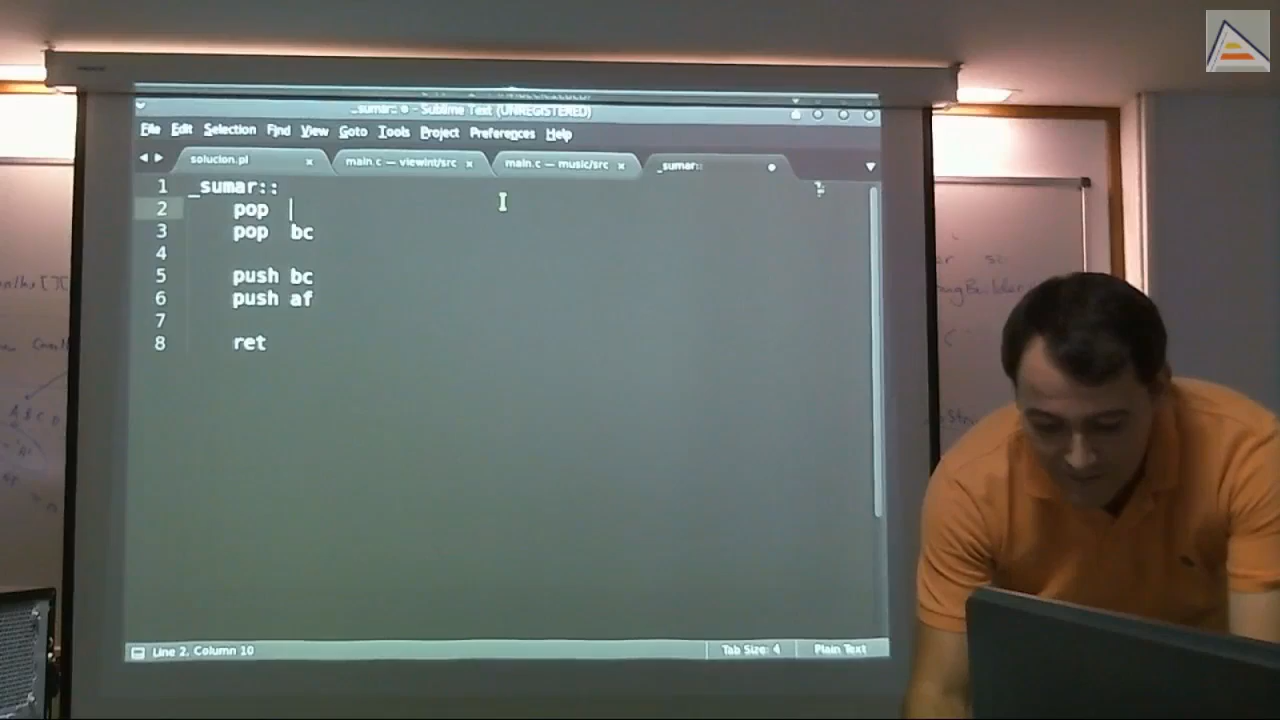 _sumar:: - Sublime Text (UNREGISTERED)
File Edit Selection Find View Goto Tools Project Preferences Help
solucion.pl × main.c — viewint/src × main.c — music/src × _sumar::
1 _sumar::
2 pop
3 pop bc
4
5 push bc
6 push af
7
8 ret
Line 2, Column 10 Tab Size: 4 Plain Text